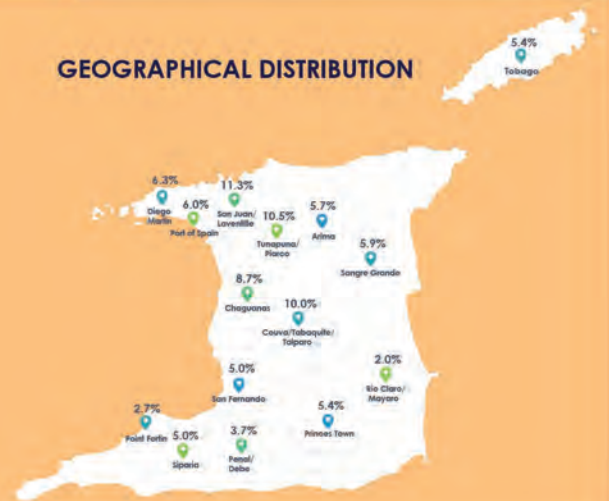 GEOGRAPHICAL DISTRIBUTION
5.4%
Tobago
6.3%
Diego
Martin
6.0%
Port of Spain
11.3%
San Juan/
Laventille
10.5%
Tunapuna/
Piarco
5.7%
Arima
5.9%
Sangre Grande
8.7%
Chaguanas
10.0%
Couva/Tabaquite/
Talparo
5.0%
San Fernando
2.0%
Rio Claro/
Mayaro
2.7%
Point Fortin
5.0%
Siparia
3.7%
Penal/
Debe
5.4%
Princes Town